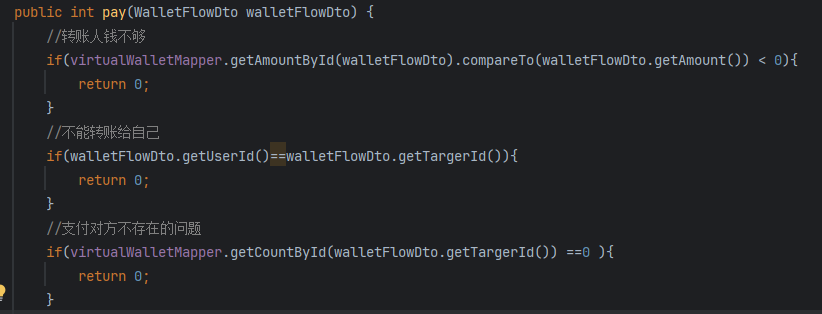 public int pay(WalletFlowDto walletFlowDto) {
//转账人钱不够
if(virtualWalletMapper.getAmountById(walletFlowDto).compareTo(walletFlowDto.getAmount()) < 0){
return 0;
}
//不能转账给自己
if(walletFlowDto.getUserId()==walletFlowDto.getTargerId()){
return 0;
}
//支付对方不存在的问题
if(virtualWalletMapper.getCountById(walletFlowDto.getTargerId()) ==0 ){
return 0;
}